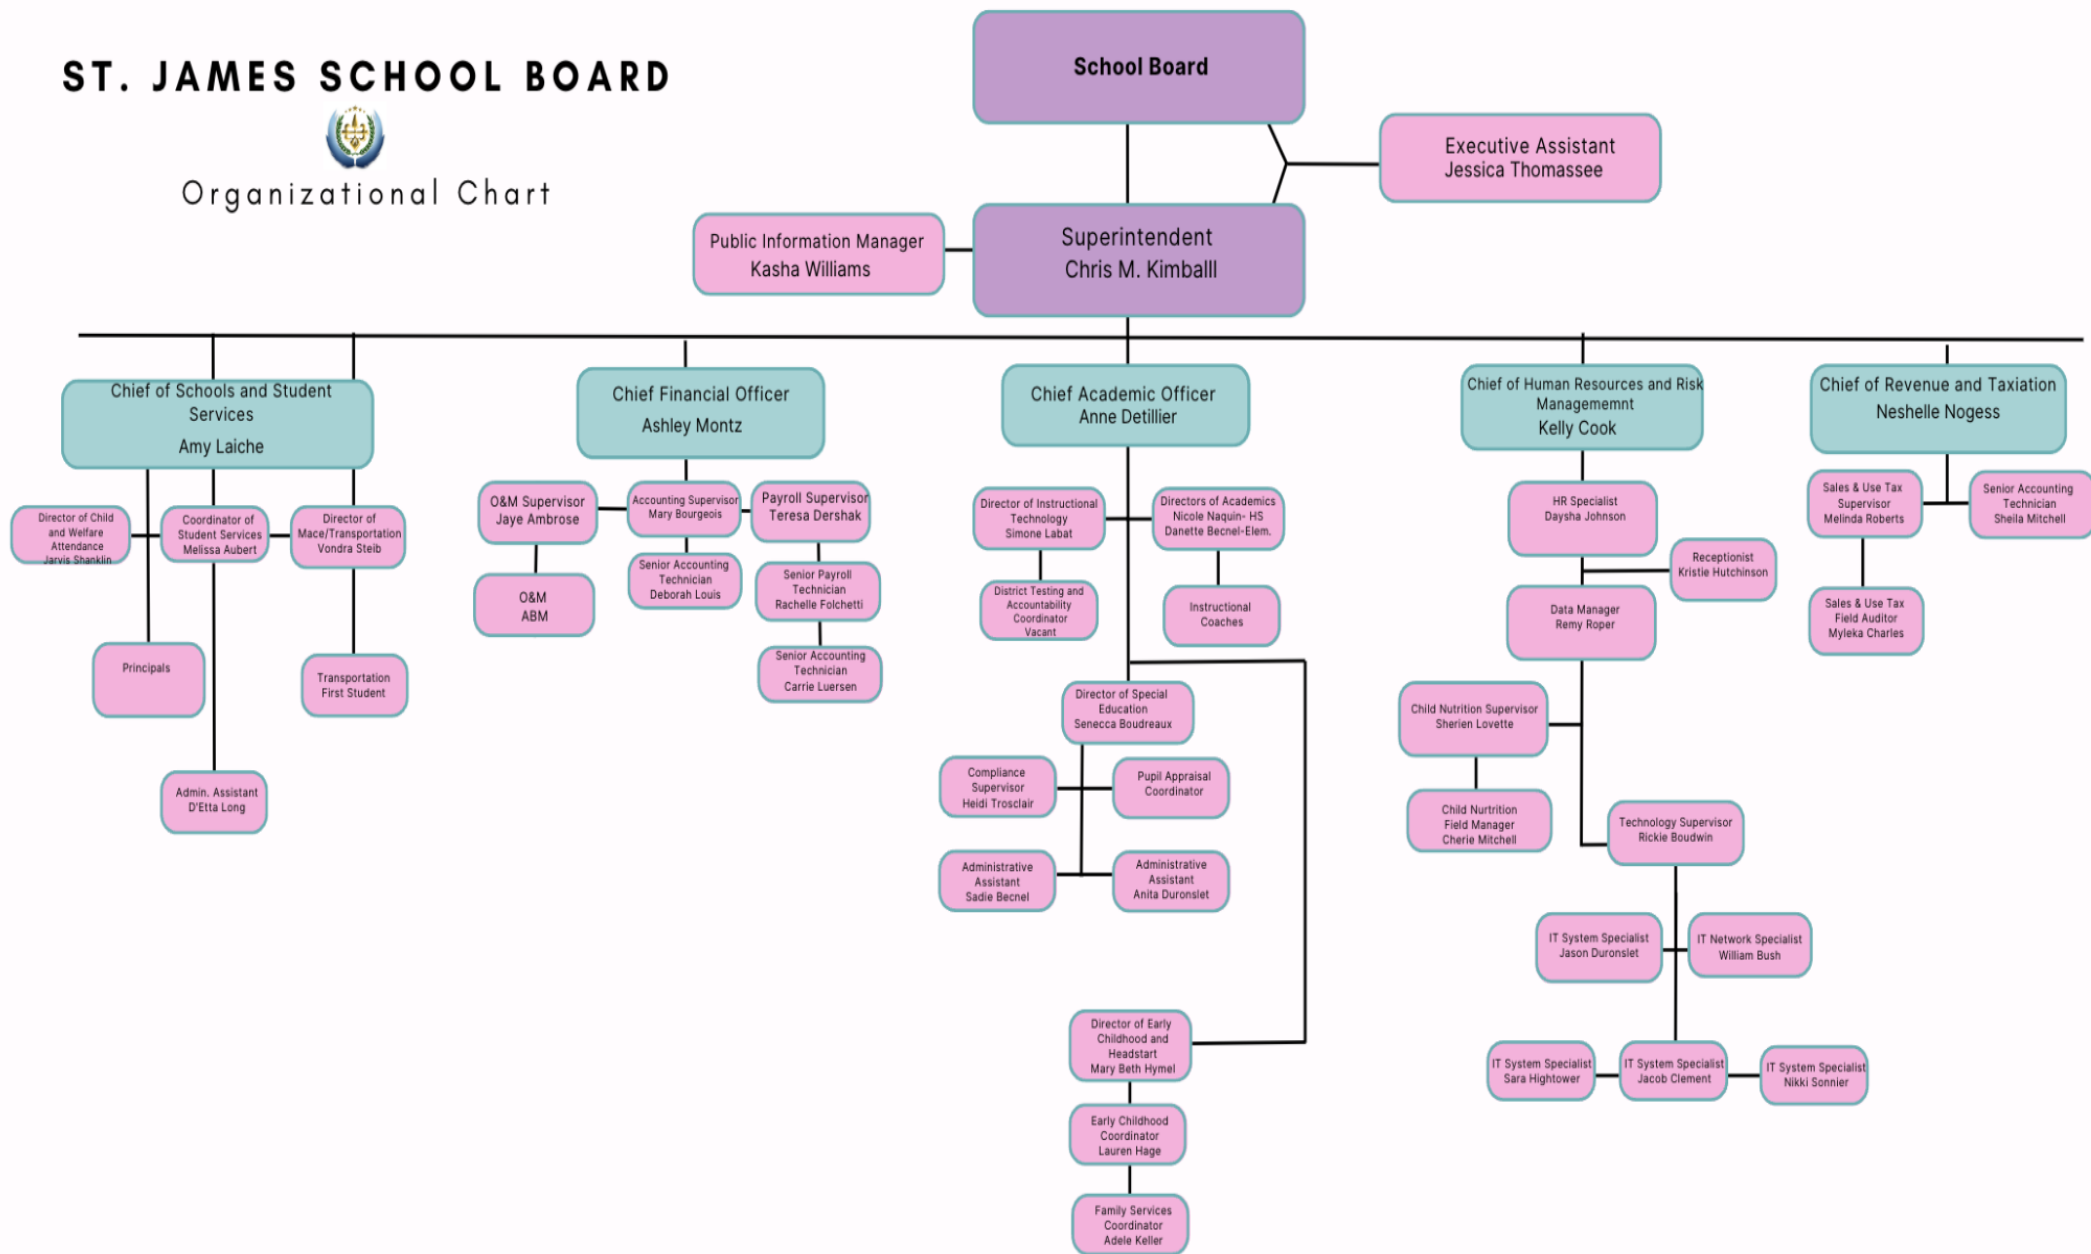 ST. JAMES SCHOOL BOARD
Organizational Chart
School Board
Executive Assistant
Jessica Thomassee
Public Information Manager
Kasha Williams
Superintendent
Chris M. Kimballl
Chief of Schools and Student
Services
Amy Laiche
Chief Financial Officer
Ashley Montz
Chief Academic Officer
Anne Detillier
Chief of Human Resources and Risk
Managememnt
Kelly Cook
Chief of Revenue and Taxiation
Neshelle Nogess
Director of Child
and Welfare
Attendance
Jarvis Shanklin
Coordinator of
Student Services
Melissa Aubert
Director of
Mace/Transportation
Vondra Steib
Principals
Transportation
First Student
Admin. Assistant
D'Etta Long
O&M Supervisor
Jaye Ambrose
Accounting Supervisor
Mary Bourgeois
Payroll Supervisor
Teresa Dershak
O&M
ABM
Senior Accounting
Technician
Deborah Louis
Senior Payroll
Technician
Rachelle Folchetti
Senior Accounting
Technician
Carrie Luersen
Director of Instructional
Technology
Simone Labat
Directors of Academics
Nicole Naquin- HS
Danette Becnel-Elem.
District Testing and
Accountability
Coordinator
Vacant
Instructional
Coaches
Director of Special
Education
Senecca Boudreaux
Compliance
Supervisor
Heidi Trosclair
Pupil Appraisal
Coordinator
Administrative
Assistant
Sadie Becnel
Administrative
Assistant
Anita Duronslet
Director of Early
Childhood and
Headstart
Mary Beth Hymel
Early Childhood
Coordinator
Lauren Hage
Family Services
Coordinator
Adele Keller
HR Specialist
Daysha Johnson
Receptionist
Kristie Hutchinson
Data Manager
Remy Roper
Child Nutrition Supervisor
Sherien Lovette
Child Nurtrition
Field Manager
Cherie Mitchell
Technology Supervisor
Rickie Boudwin
IT System Specialist
Jason Duronslet
IT Network Specialist
William Bush
IT System Specialist
Sara Hightower
IT System Specialist
Jacob Clement
IT System Specialist
Nikki Sonnier
Sales & Use Tax
Supervisor
Melinda Roberts
Senior Accounting
Technician
Sheila Mitchell
Sales & Use Tax
Field Auditor
Myleka Charles